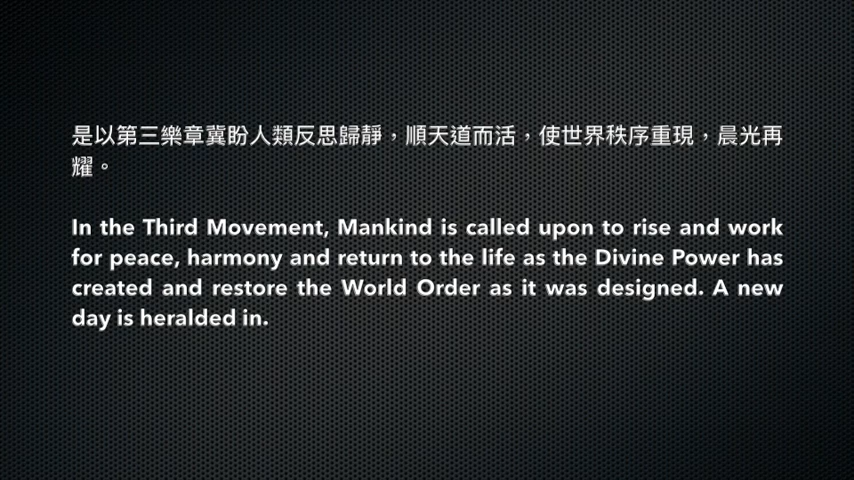 是以第三樂章冀盼人類反思歸靜，順天道而活，使世界秩序重現，晨光再
耀。
In the Third Movement, Mankind is called upon to rise and work
for peace, harmony and return to the life as the Divine Power has
created and restore the World Order as it was designed. A new
day is heralded in.